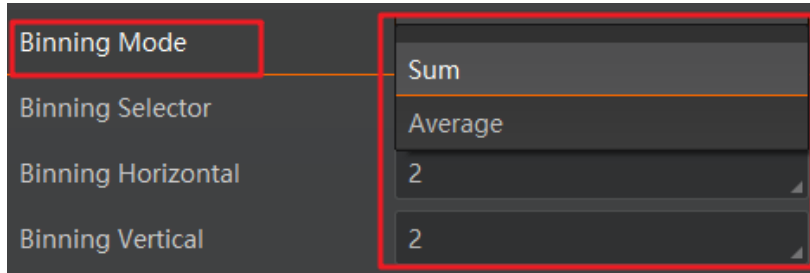 Binning Mode
Sum
Binning Selector
Average
Binning Horizontal 2
Binning Vertical 2